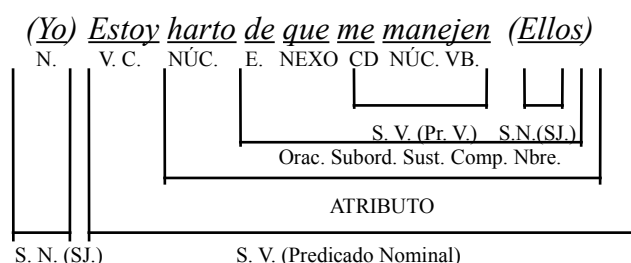 (Yo) Estoy harto de que me manejen (Ellos)
N. V. C. NÚC. E. NEXO CD NÚC. VB.
S. V. (Pr. V.) S.N.(SJ.)
Orac. Subord. Sust. Comp. Nbre.
ATRIBUTO
S. N. (SJ.) S. V. (Predicado Nominal)